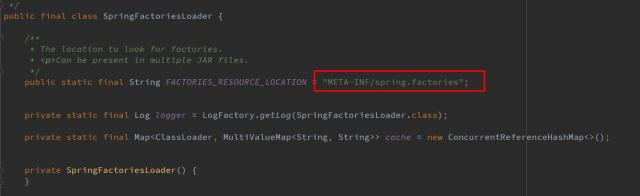 */
public final class SpringFactoriesLoader {
/**
* The location to look for factories.
* <p>Can be present in multiple JAR files.
*/
public static final String FACTORIES_RESOURCE_LOCATION = "META-INF/spring.factories";
private static final Log logger = LogFactory.getLog(SpringFactoriesLoader.class);
private static final Map<ClassLoader, MultiValueMap<String, String>> cache = new ConcurrentReferenceHashMap<>();
private SpringFactoriesLoader() {
}